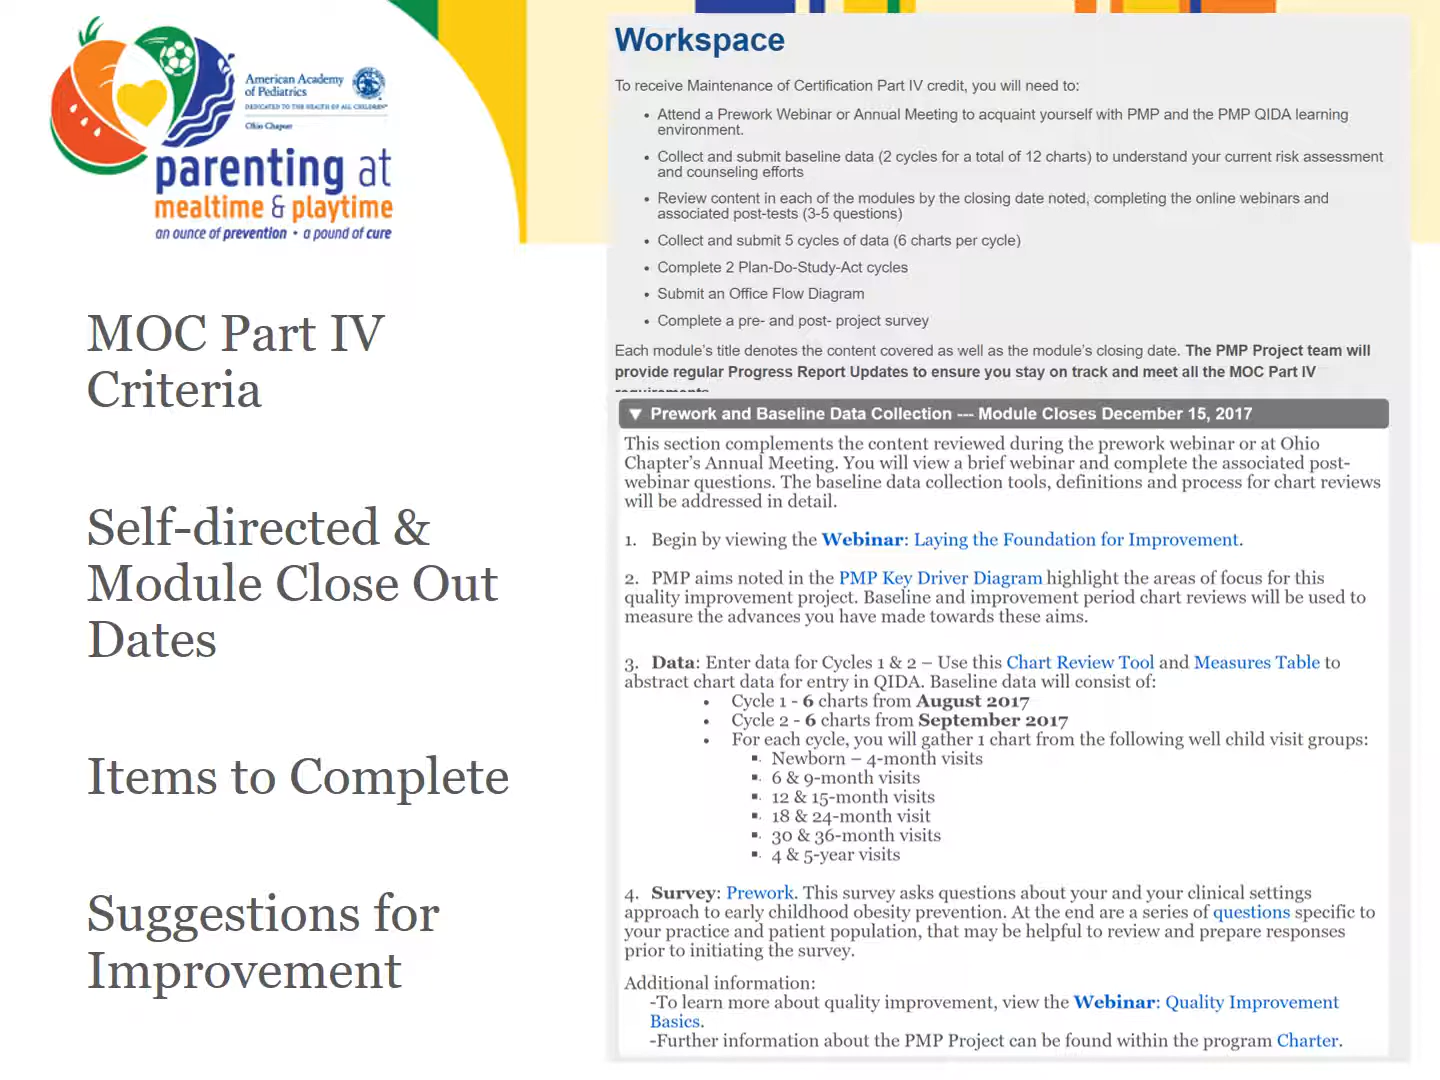 American Academy
of Pediatrics
DEDICATED TO THE HEALTH OF ALL CHILDREN®
Ohio Chapter
parenting at
mealtime & playtime
an ounce of prevention • a pound of cure
MOC Part IV
Criteria
Self-directed &
Module Close Out
Dates
Items to Complete
Suggestions for
Improvement
Workspace
To receive Maintenance of Certification Part IV credit, you will need to:
• Attend a Prework Webinar or Annual Meeting to acquaint yourself with PMP and the PMP QIDA learning
environment.
• Collect and submit baseline data (2 cycles for a total of 12 charts) to understand your current risk assessment
and counseling efforts
• Review content in each of the modules by the closing date noted, completing the online webinars and
associated post-tests (3-5 questions)
• Collect and submit 5 cycles of data (6 charts per cycle)
• Complete 2 Plan-Do-Study-Act cycles
• Submit an Office Flow Diagram
• Complete a pre- and post- project survey
Each module's title denotes the content covered as well as the module's closing date. The PMP Project team will
provide regular Progress Report Updates to ensure you stay on track and meet all the MOC Part IV
▼ Prework and Baseline Data Collection --- Module Closes December 15, 2017
This section complements the content reviewed during the prework webinar or at Ohio
Chapter's Annual Meeting. You will view a brief webinar and complete the associated post-
webinar questions. The baseline data collection tools, definitions and process for chart reviews
will be addressed in detail.
1. Begin by viewing the Webinar: Laying the Foundation for Improvement.
2. PMP aims noted in the PMP Key Driver Diagram highlight the areas of focus for this
quality improvement project. Baseline and improvement period chart reviews will be used to
measure the advances you have made towards these aims.
3. Data: Enter data for Cycles 1 & 2 – Use this Chart Review Tool and Measures Table to
abstract chart data for entry in QIDA. Baseline data will consist of:
• Cycle 1 - 6 charts from August 2017
• Cycle 2 - 6 charts from September 2017
• For each cycle, you will gather 1 chart from the following well child visit groups:
▪ Newborn – 4-month visits
▪ 6 & 9-month visits
▪ 12 & 15-month visits
▪ 18 & 24-month visit
▪ 30 & 36-month visits
▪ 4 & 5-year visits
4. Survey: Prework. This survey asks questions about your and your clinical settings
approach to early childhood obesity prevention. At the end are a series of questions specific to
your practice and patient population, that may be helpful to review and prepare responses
prior to initiating the survey.
Additional information:
-To learn more about quality improvement, view the Webinar: Quality Improvement
Basics.
-Further information about the PMP Project can be found within the program Charter.